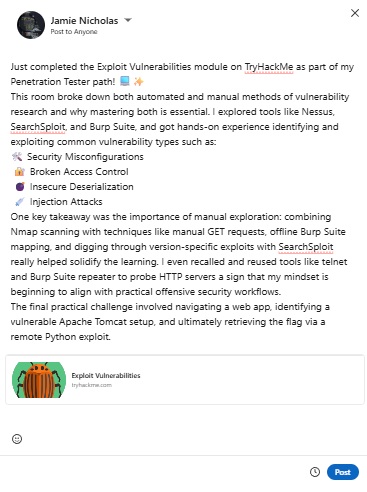 Jamie Nicholas
Post to Anyone
Just completed the Exploit Vulnerabilities module on TryHackMe as part of my
Penetration Tester path! 💻 ✨
This room broke down both automated and manual methods of vulnerability
research and why mastering both is essential. I explored tools like Nessus,
SearchSploit, and Burp Suite, and got hands-on experience identifying and
exploiting common vulnerability types such as:
🛠️ Security Misconfigurations
🔐 Broken Access Control
💣 Insecure Deserialization
💉 Injection Attacks
One key takeaway was the importance of manual exploration: combining
Nmap scanning with techniques like manual GET requests, offline Burp Suite
mapping, and digging through version-specific exploits with SearchSploit
really helped solidify the learning. I even recalled and reused tools like telnet
and Burp Suite repeater to probe HTTP servers a sign that my mindset is
beginning to align with practical offensive security workflows.
The final practical challenge involved navigating a web app, identifying a
vulnerable Apache Tomcat setup, and ultimately retrieving the flag via a
remote Python exploit.
Exploit Vulnerabilities
tryhackme.com
Post